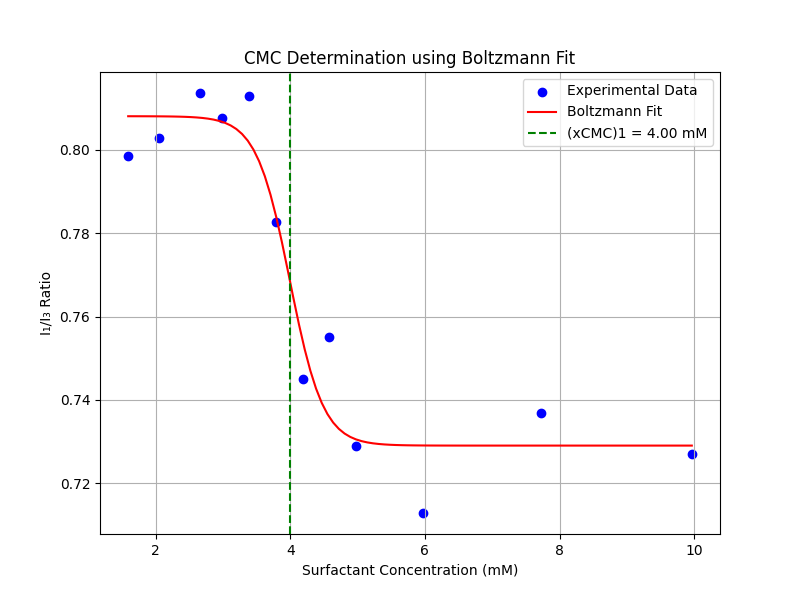 CMC Determination using Boltzmann Fit
Experimental Data
Boltzmann Fit
(xCMC)1 = 4.00 mM
I₁/I₃ Ratio
0.80
0.78
0.76
0.74
0.72
2 4 6 8 10
Surfactant Concentration (mM)